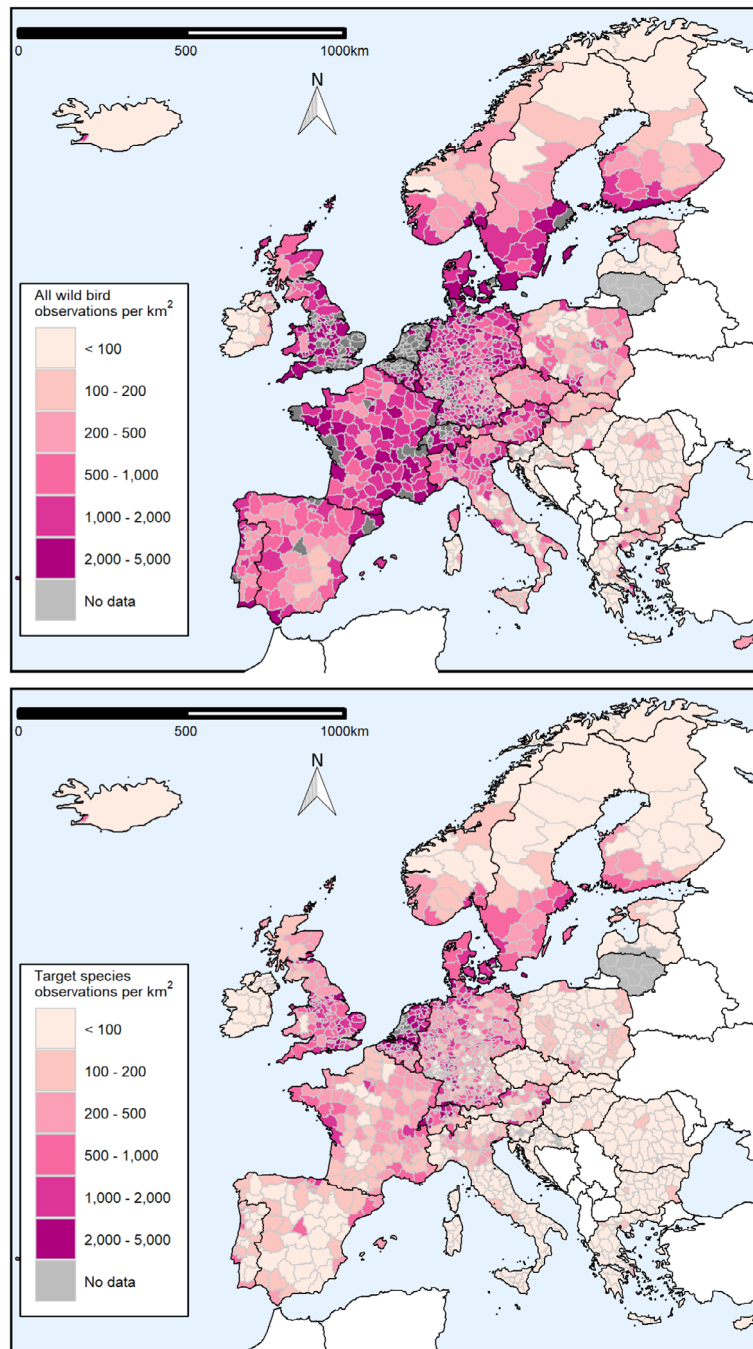 0 500 1000km
N
All wild bird
observations per km²
< 100
100 - 200
200 - 500
500 - 1,000
1,000 - 2,000
2,000 - 5,000
No data
0 500 1000km
N
Target species
observations per km²
< 100
100 - 200
200 - 500
500 - 1,000
1,000 - 2,000
2,000 - 5,000
No data